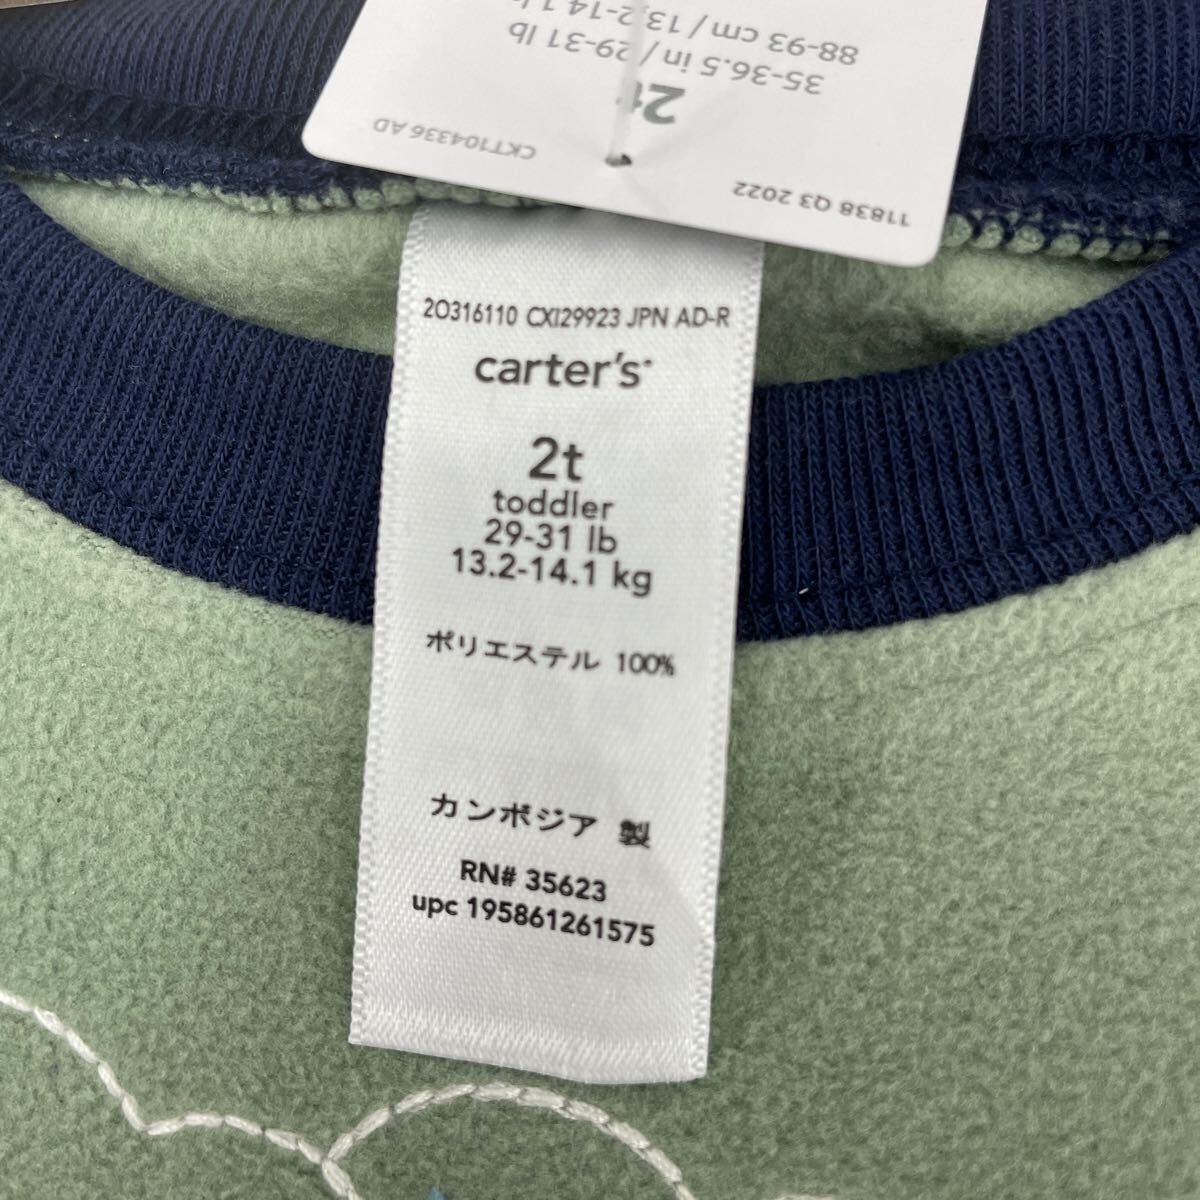 88-93 cm / 13.2-14.1 k
35-36.5 in / 29-31 lb
2t
CKT104336 AD
11838 Q3 2022
20316110 CXI29923 JPN AD-R
carter's
2t
toddler
29-31 lb
13.2-14.1 kg
ポリエステル 100%
カンボジア 製
RN# 35623
upc 195861261575